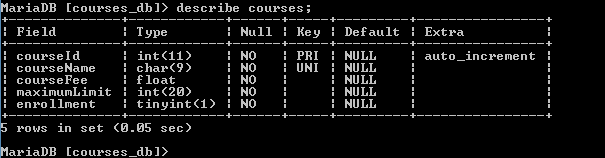 MariaDB [courses_db]> describe courses;
+--------------+------------+------+-----+---------+----------------+
| Field        | Type       | Null | Key | Default | Extra          |
+--------------+------------+------+-----+---------+----------------+
| courseId     | int(11)    | NO   | PRI | NULL    | auto_increment |
| courseName   | char(9)    | NO   | UNI | NULL    |                |
| courseFee    | float      | NO   |     | NULL    |                |
| maximumLimit | int(20)    | NO   |     | NULL    |                |
| enrollment   | tinyint(1) | NO   |     | NULL    |                |
+--------------+------------+------+-----+---------+----------------+
5 rows in set (0.05 sec)
MariaDB [courses_db]>